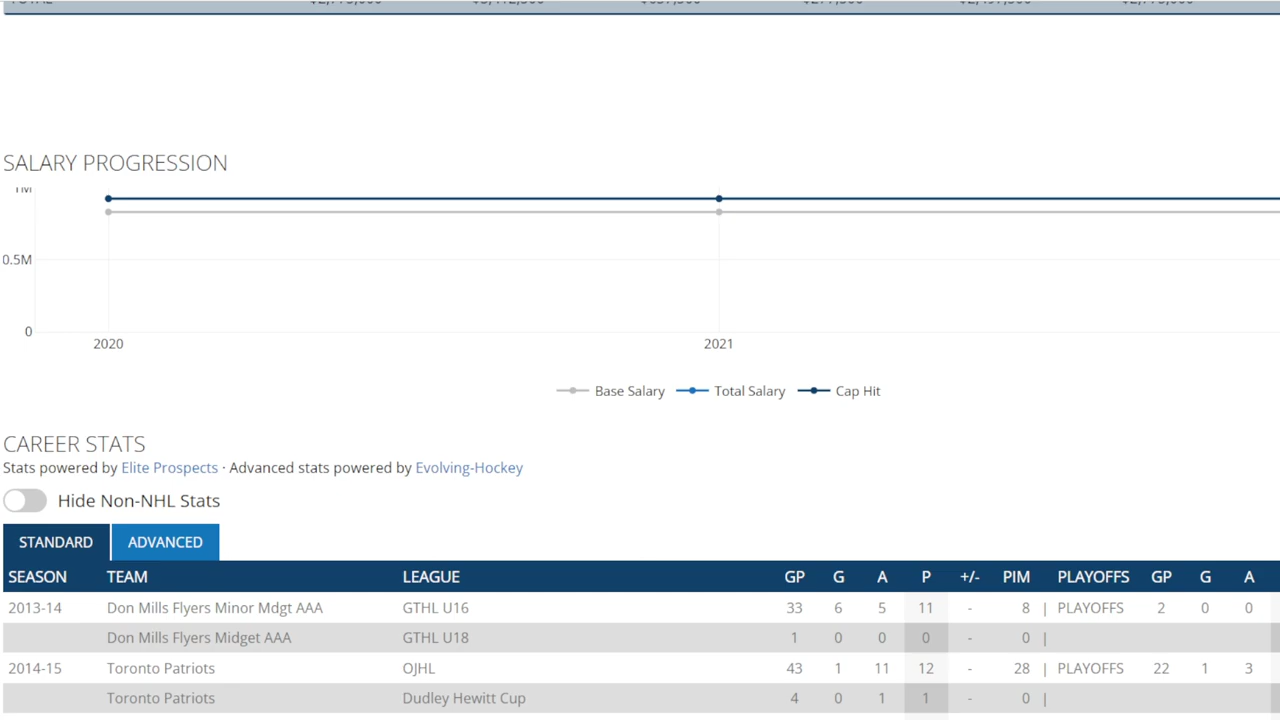 SALARY PROGRESSION
0.5M
0
2020 2021
Base Salary Total Salary Cap Hit
CAREER STATS
Stats powered by Elite Prospects · Advanced stats powered by Evolving-Hockey
Hide Non-NHL Stats
STANDARD ADVANCED
SEASON TEAM LEAGUE GP G A P +/- PIM PLAYOFFS GP G A
2013-14 Don Mills Flyers Minor Mdgt AAA GTHL U16 33 6 5 11 - 8 | PLAYOFFS 2 0 0
Don Mills Flyers Midget AAA GTHL U18 1 0 0 0 - 0 |
2014-15 Toronto Patriots OJHL 43 1 11 12 - 28 | PLAYOFFS 22 1 3
Toronto Patriots Dudley Hewitt Cup 4 0 1 1 - 0 |